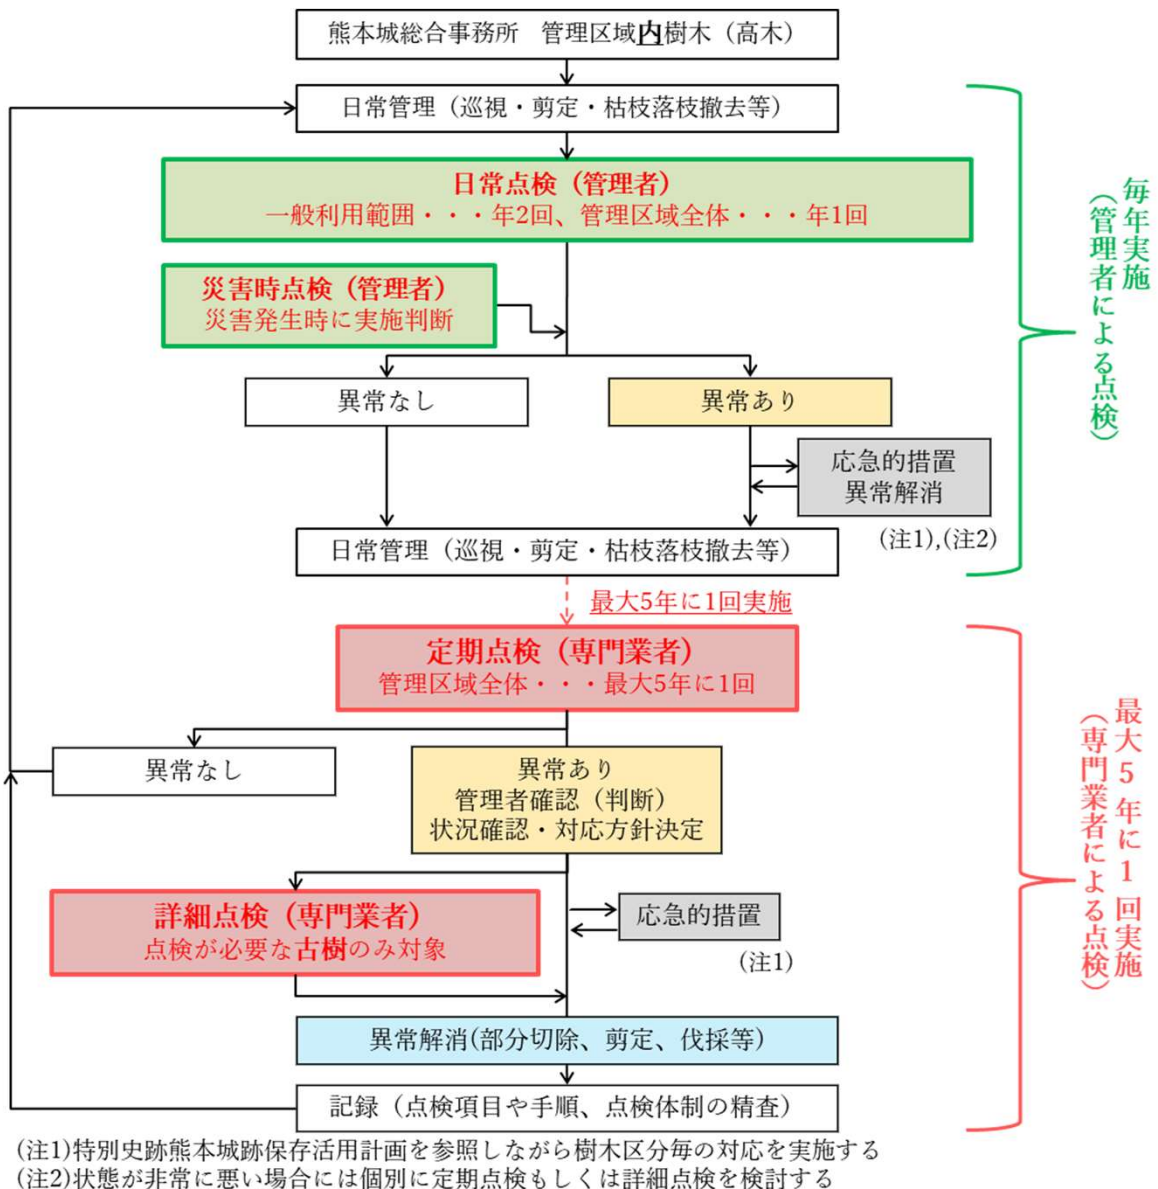 熊本城総合事務所　管理区域内樹木（高木）
日常管理（巡視・剪定・枯枝落枝撤去等）
日常点検（管理者）
一般利用範囲・・・年2回、管理区域全体・・・年1回
災害時点検（管理者）
災害発生時に実施判断
異常なし
異常あり
応急的措置
異常解消
(注1),(注2)
日常管理（巡視・剪定・枯枝落枝撤去等）
毎年実施
（管理者による点検）
最大5年に1回実施
定期点検（専門業者）
管理区域全体・・・最大5年に1回
異常なし
異常あり
管理者確認（判断）
状況確認・対応方針決定
詳細点検（専門業者）
点検が必要な古樹のみ対象
応急的措置
(注1)
異常解消(部分切除、剪定、伐採等)
記録（点検項目や手順、点検体制の精査）
最大5年に1回実施
（専門業者による点検）
(注1)特別史跡熊本城跡保存活用計画を参照しながら樹木区分毎の対応を実施する
(注2)状態が非常に悪い場合には個別に定期点検もしくは詳細点検を検討する